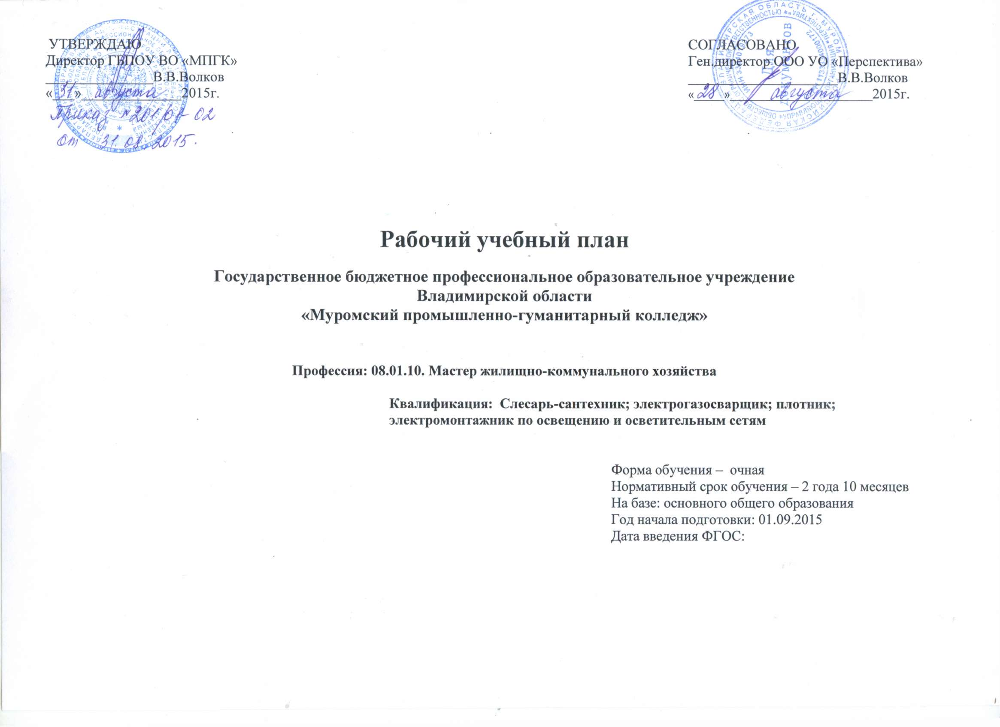 УТВЕРЖДАЮ
Директор ГБПОУ ВО «МПГК»
В.В.Волков
«31» августа 2015г.
Приказ №201/01-02
от 31.08.2015.
СОГЛАСОВАНО
Ген.директор ООО УО «Перспектива»
В.В.Волков
«28» августа 2015г.
Для
документов
Рабочий учебный план
Государственное бюджетное профессиональное образовательное учреждение
Владимирской области
«Муромский промышленно-гуманитарный колледж»
Профессия: 08.01.10. Мастер жилищно-коммунального хозяйства
Квалификация: Слесарь-сантехник; электрогазосварщик; плотник;
электромонтажник по освещению и осветительным сетям
Форма обучения – очная
Нормативный срок обучения – 2 года 10 месяцев
На базе: основного общего образования
Год начала подготовки: 01.09.2015
Дата введения ФГОС: